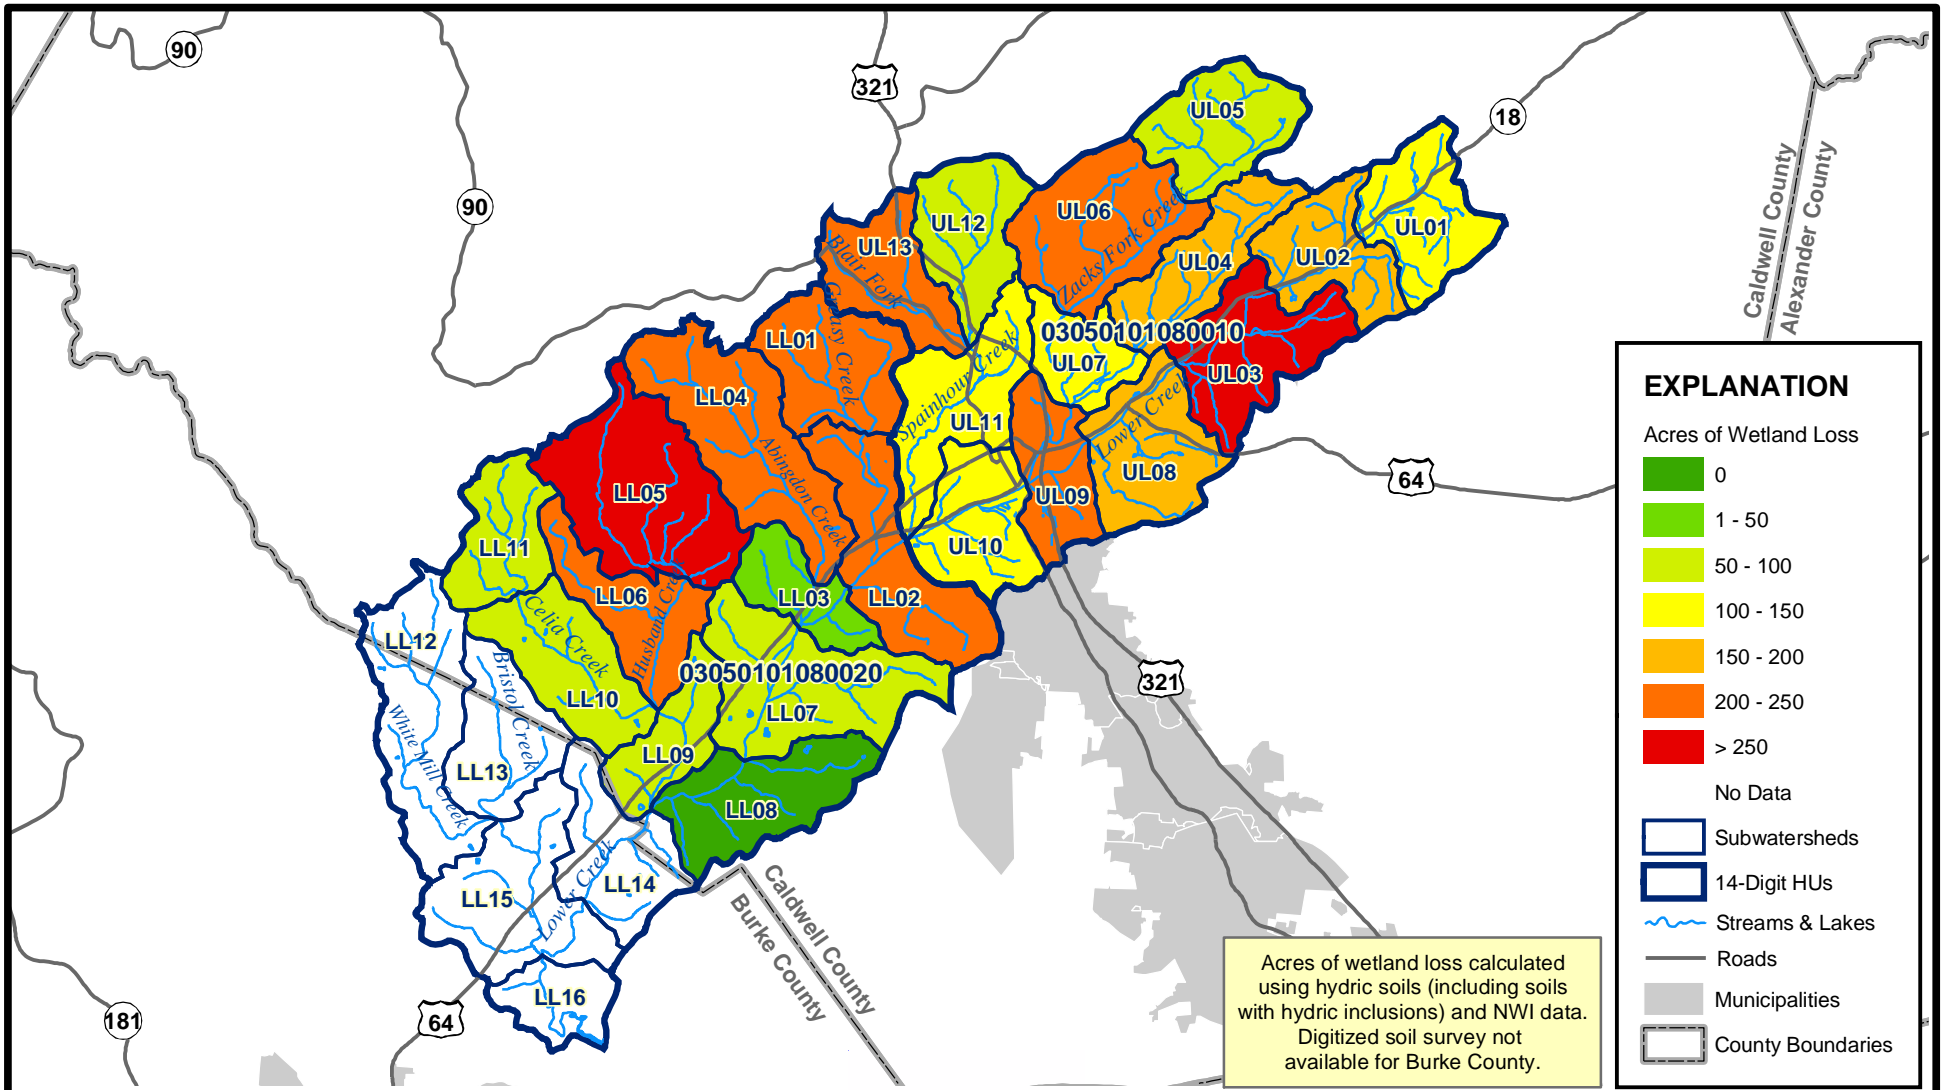 90
321
18
UL05
Caldwell County
Alexander County
90
UL12
UL06
Zacks Fork Creek
UL01
UL13
Blair Fork
UL04
UL02
Greasy Creek
LL01
03050101080010
UL07
UL03
Spainhour Creek
LL04
UL11
Lower Creek
Abingdon Creek
UL08
64
LL05
UL09
UL10
LL11
LL06
LL03
LL02
Husband Cre
Celia Creek
LL12
Bristol Creek
03050101080020
321
LL10
LL07
White Mill Creek
LL09
LL13
LL08
LL14
LL15
Lower Creek
Caldwell County
Burke County
LL16
181
64
EXPLANATION
Acres of Wetland Loss
0
1 - 50
50 - 100
100 - 150
150 - 200
200 - 250
> 250
No Data
Subwatersheds
14-Digit HUs
Streams & Lakes
Roads
Municipalities
County Boundaries
Acres of wetland loss calculated
using hydric soils (including soils
with hydric inclusions) and NWI data.
Digitized soil survey not
available for Burke County.